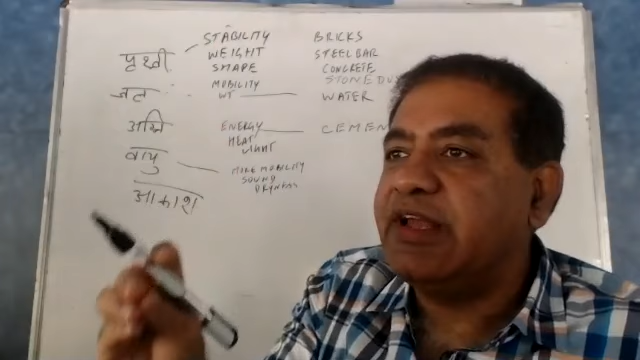 STABILITY BRICKS
पृथ्वी WEIGHT STEEL BAR
SHAPE CONCRETE
STONE DUST
जल MOBILITY
WT WATER
अग्नि ENERGY CEMEN
HEAT
LIGHT
वायु MORE MOBILITY
SOUND
DRYNESS
आकाश